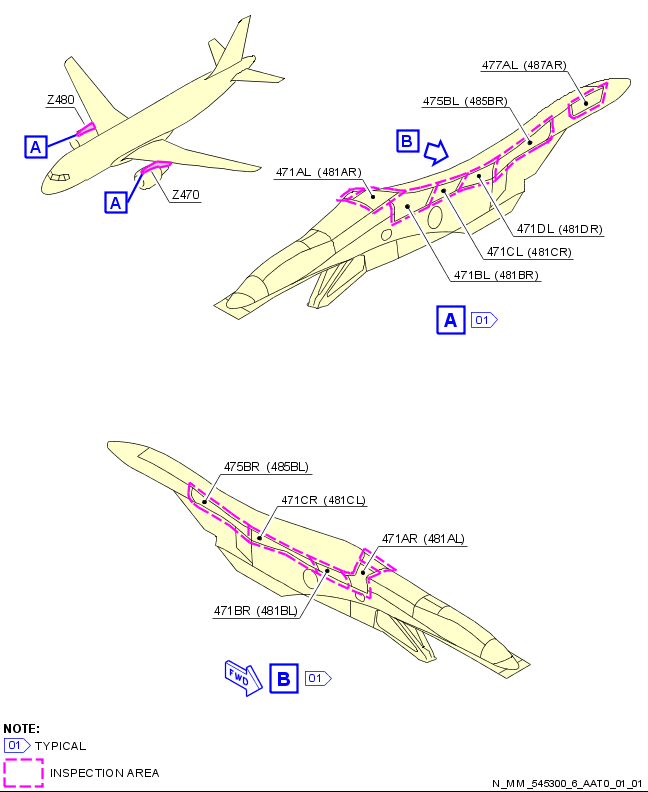 Z480
A
A
Z470
477AL (487AR)
475BL (485BR)
B
471AL (481AR)
471DL (481DR)
471CL (481CR)
471BL (481BR)
A 01
475BR (485BL)
471CR (481CL)
471AR (481AL)
471BR (481BL)
FWD B 01
NOTE:
01 TYPICAL
INSPECTION AREA
N_MM_545300_6_AAT0_01_01